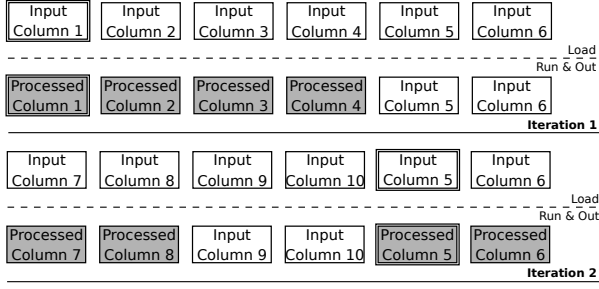 Input Input Input Input Input Input
Column 1 Column 2 Column 3 Column 4 Column 5 Column 6
Load
Run & Out
Processed Processed Processed Processed Input Input
Column 1 Column 2 Column 3 Column 4 Column 5 Column 6
Iteration 1
Input Input Input Input Input Input
Column 7 Column 8 Column 9 Column 10 Column 5 Column 6
Load
Run & Out
Processed Processed Input Input Processed Processed
Column 7 Column 8 Column 9 Column 10 Column 5 Column 6
Iteration 2